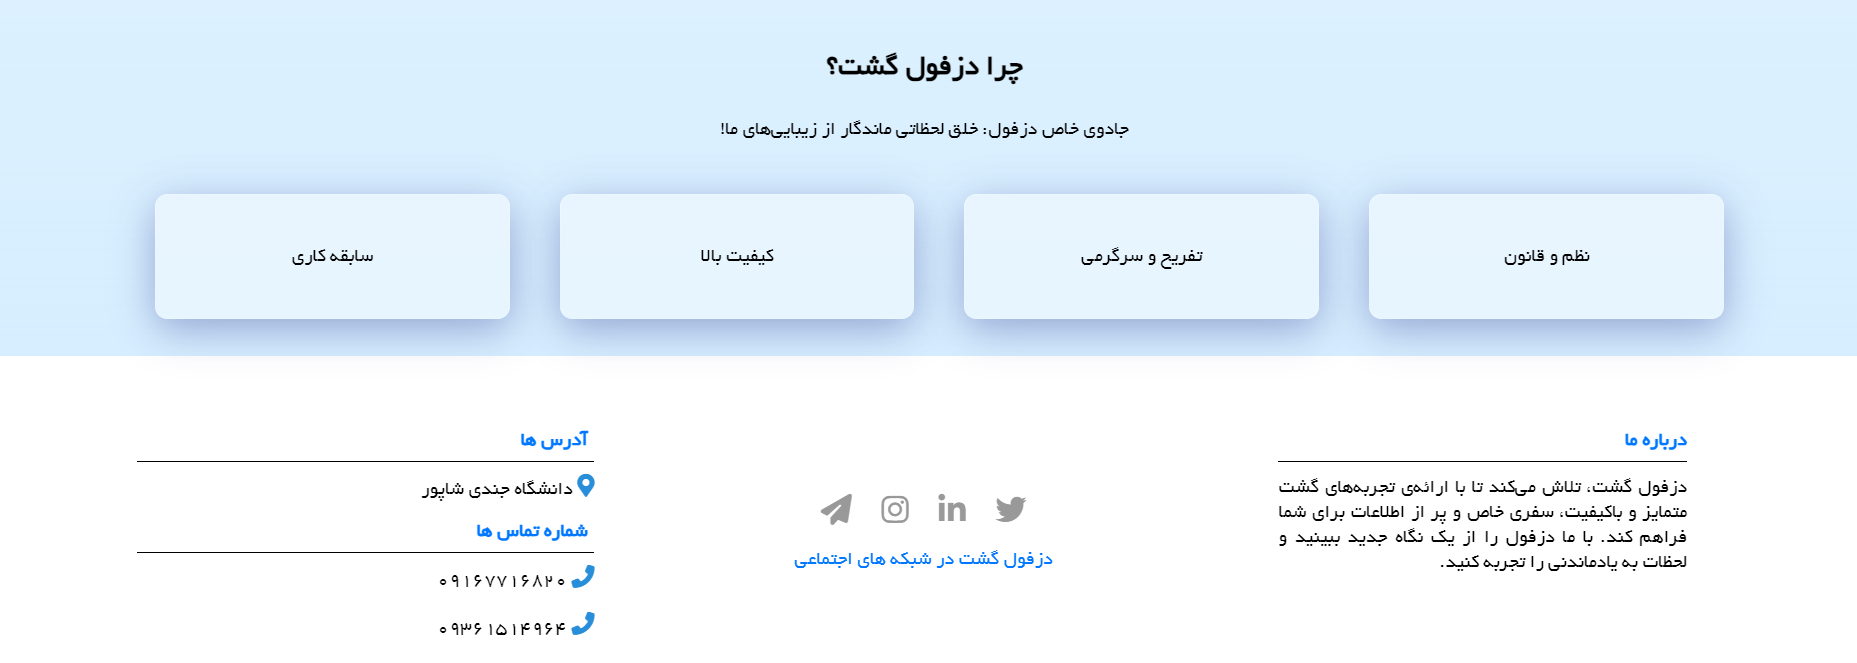 چرا دزفول گشت؟
جادوی خاص دزفول: خلق لحظاتی ماندگار از زیبایی‌های ما!
نظم و قانون
تفریح و سرگرمی
کیفیت بالا
سابقه کاری
درباره ما
دزفول گشت، تلاش می‌کند تا با ارائه‌ی تجربه‌های گشت
متمایز و باکیفیت، سفری خاص و پر از اطلاعات برای شما
فراهم کند. با ما دزفول را از یک نگاه جدید ببینید و
لحظات به یادماندنی را تجربه کنید.
دزفول گشت در شبکه های اجتماعی
آدرس ها
دانشگاه جندی شاپور
شماره تماس ها
۰۹۱۶۷۷۱۶۸۲۰
۰۹۳۶۱۵۱۴۹۶۴